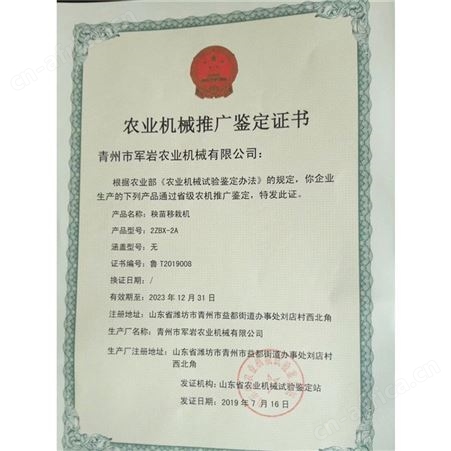 农业机械推广鉴定证书
青州市军岩农业机械有限公司：
根据农业部《农业机械试验鉴定办法》的规定，你企业
生产的下列产品通过省级农机推广鉴定，特发此证。
产品名称：秧苗移栽机
产品型号：2ZBX-2A
涵盖型号：无
证书编号：鲁 T2019008
换证日期：/
有效期至：2023 年 12 月 31 日
注册地址：山东省潍坊市青州市益都街道办事处刘店村西北角
生产厂名称：青州市军岩农业机械有限公司
生产厂注册地址：山东省潍坊市青州市益都街道办事处刘店村
西北角
发证机构：山东省农业机械试验鉴定站
发证日期：2019 年 7 月 16 日